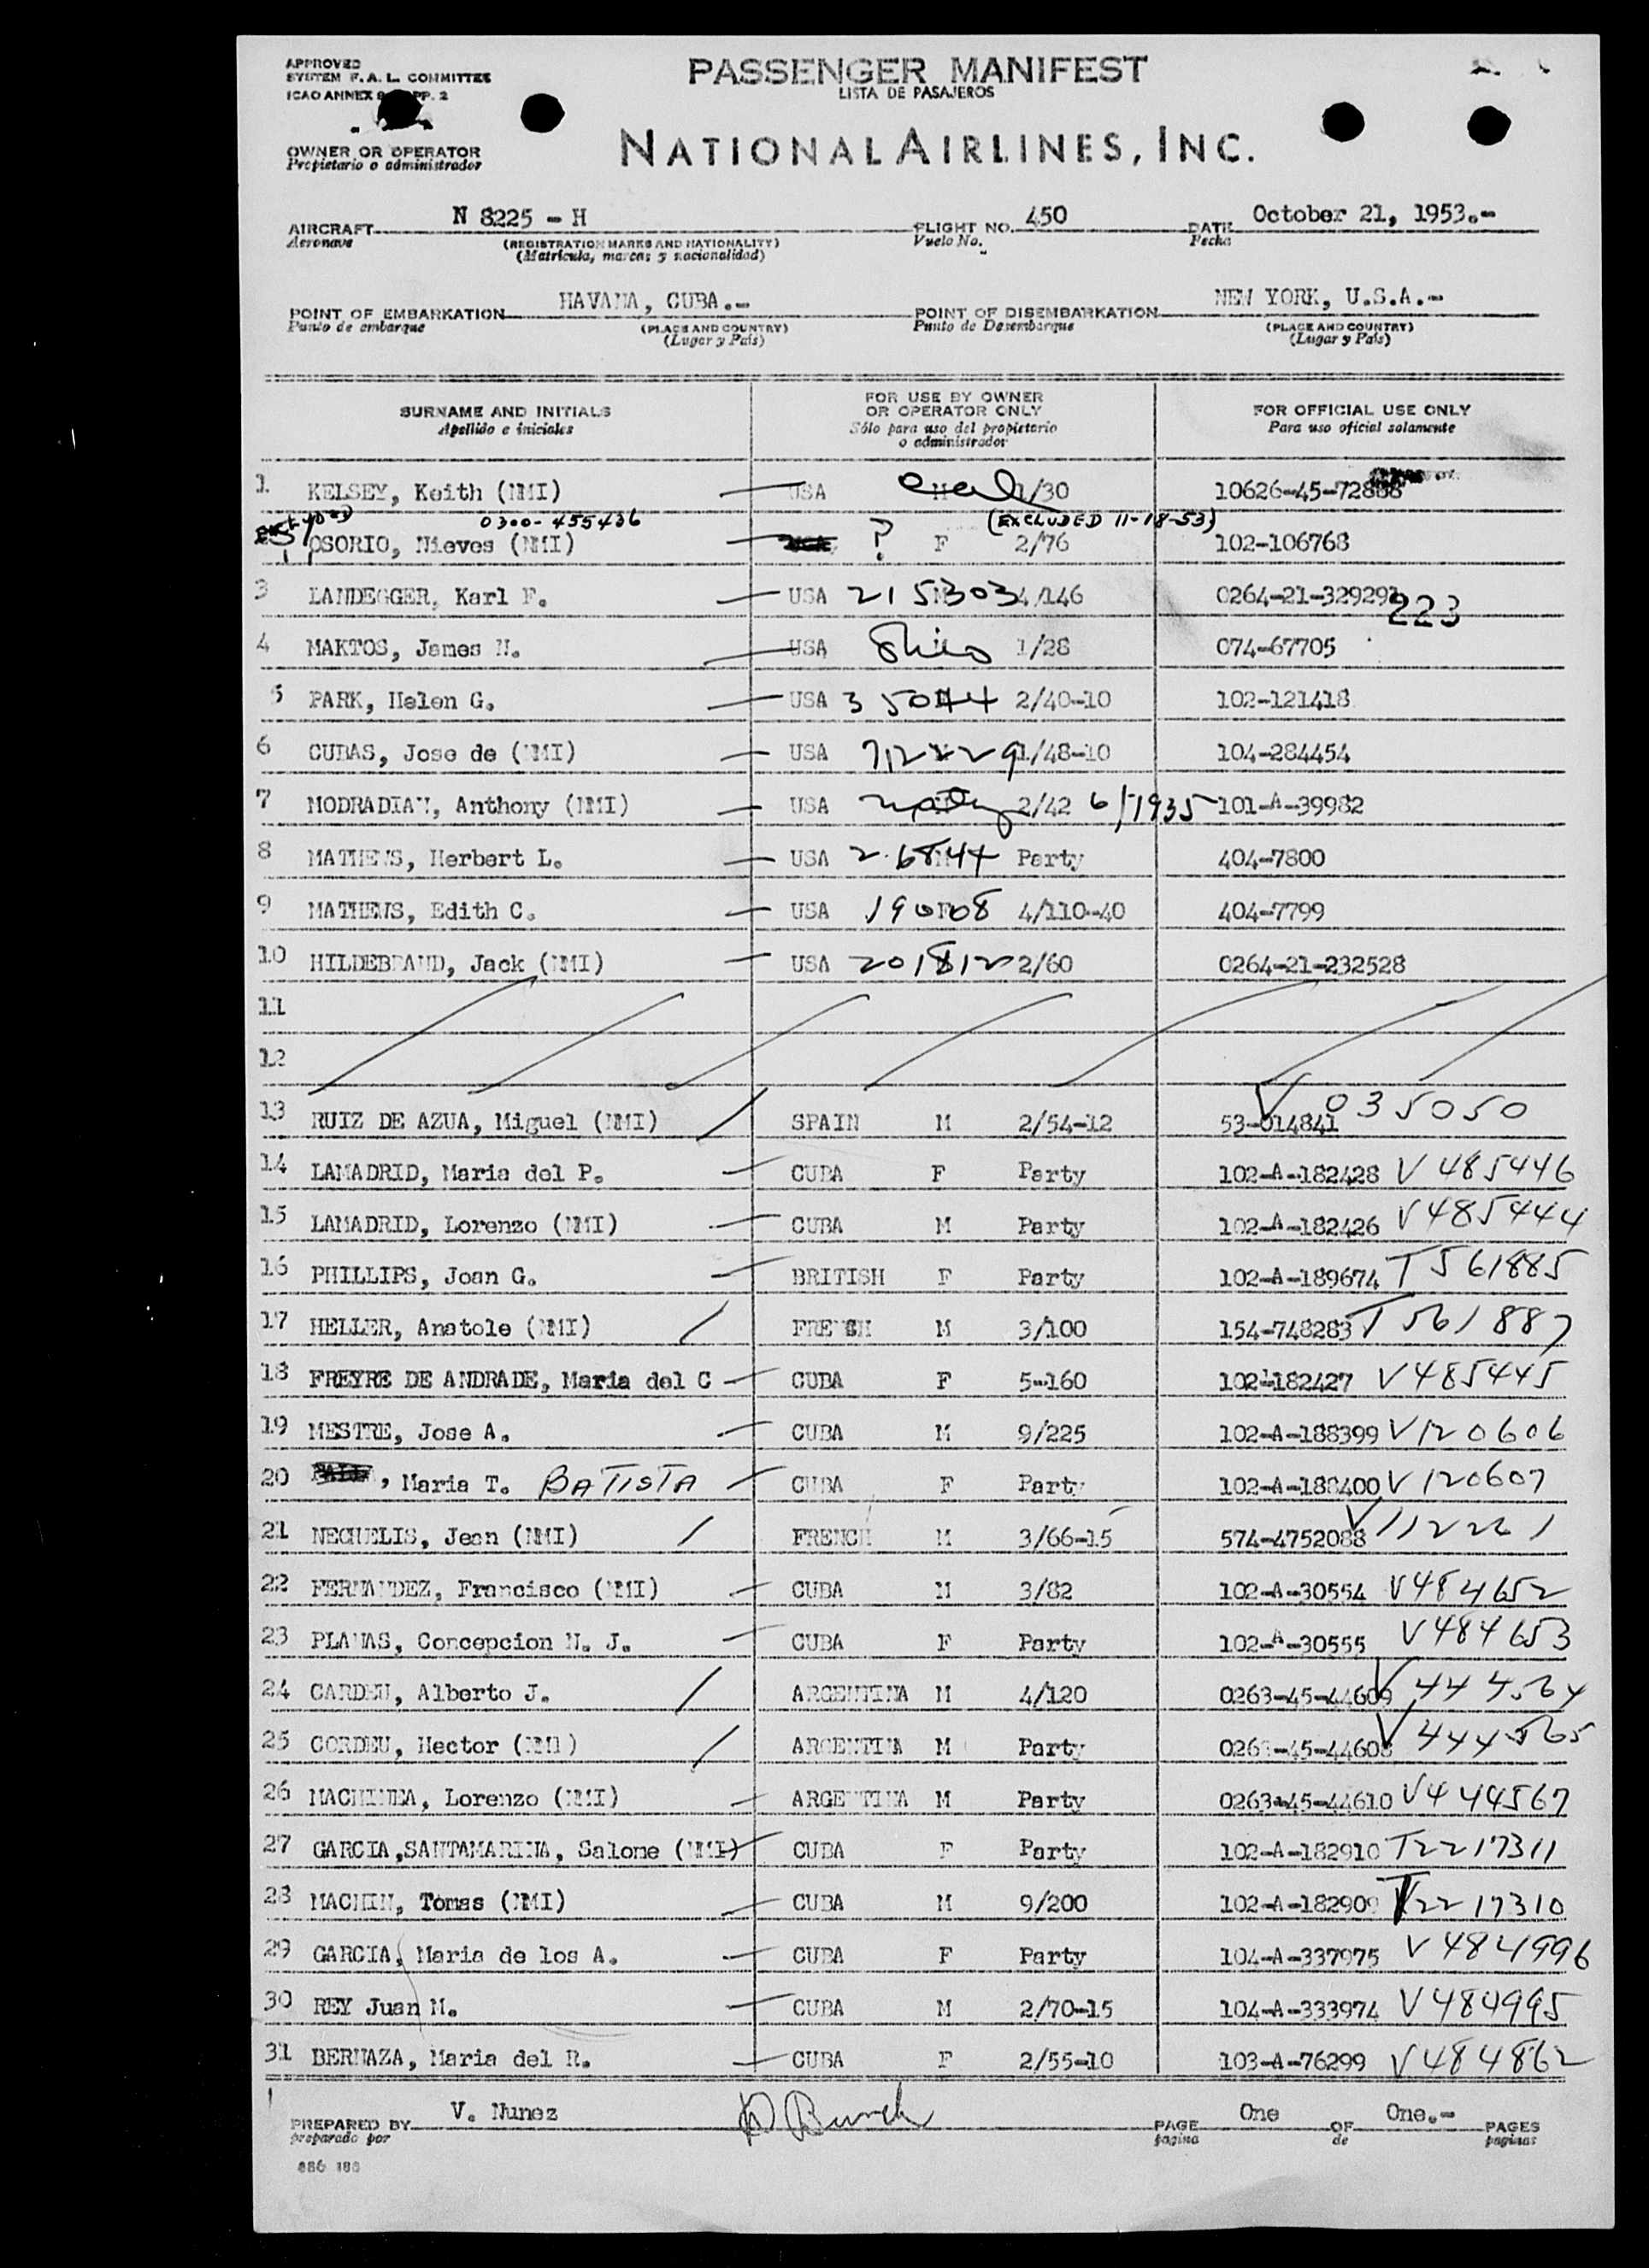 APPROVED
SYSTEM F.A.L. COMMITTEE
ICAO ANNEX 9 APP. 2
PASSENGER MANIFEST
LISTA DE PASAJEROS
OWNER OR OPERATOR
Propietario o administrador
NATIONAL AIRLINES, INC.
AIRCRAFT N 8225 - H FLIGHT NO. 450 DATE October 21, 1953.-
Aeronave (REGISTRATION MARKS AND NATIONALITY) Vuelo No. Fecha
(Matrícula, marcas y nacionalidad)
POINT OF EMBARKATION HAVANA, CUBA.- POINT OF DISEMBARKATION NEW YORK, U.S.A.-
Punto de embarque (PLACE AND COUNTRY) Punto de Desembarque (PLACE AND COUNTRY)
(Lugar y País) (Lugar y País)
SURNAME AND INITIALS FOR USE BY OWNER OR OPERATOR ONLY FOR OFFICIAL USE ONLY
Apellido e iniciales Sólo para uso del propietario o administrador Para uso oficial solamente
1 KELSEY, Keith (NMI) USA 1/30 10626-45-72888
0300-455436 (EXCLUDED 11-18-53)
OSORIO, Nieves (NMI) ? F 2/76 102-106768
3 LANDEGGER, Karl F. USA 215303 4/146 0264-21-329291 223
4 MAKTOS, James N. USA 1/28 074-67705
5 PARK, Helen G. USA 35044 2/40-10 102-121418
6 CUBAS, Jose de (NMI) USA 1/48-10 104-284454
7 MODRADIAN, Anthony (NMI) USA 2/42 6/1935 101-A-39982
8 MATHEWS, Herbert L. USA 26844 Party 404-7800
9 MATHEWS, Edith C. USA 190108 4/110-40 404-7799
10 HILDEBRAND, Jack (NMI) USA 201812 2/60 0264-21-232528
11
12
13 RUIZ DE AZUA, Miguel (NMI) SPAIN M 2/54-12 53-014841 V 035050
14 LAMADRID, Maria del P. CUBA F Party 102-A-182428 V 485446
15 LAMADRID, Lorenzo (NMI) CUBA M Party 102-A-182426 V485444
16 PHILLIPS, Joan G. BRITISH F Party 102-A-189674 T 561885
17 HELLER, Anatole (NMI) FRENCH M 3/100 154-748283 T 561887
18 FREYRE DE ANDRADE, Maria del C CUBA F 5-160 102-182427 V485445
19 MESTRE, Jose A. CUBA M 9/225 102-A-188399 V120606
20 , Maria T. BATISTA CUBA F Party 102-A-188400 V 120607
21 NECHELIS, Jean (NMI) FRENCH M 3/66-15 574-4752088 V112221
22 FERNANDEZ, Francisco (NMI) CUBA M 3/82 102-A-30554 V484652
23 PLANAS, Concepcion N. J. CUBA F Party 102-A-30555 V484653
24 CARDEU, Alberto J. ARGENTINA M 4/120 0263-45-44609 V 444564
25 CORDEU, Hector (NMI) ARGENTINA M Party 0263-45-44608 V 444565
26 MACHINEA, Lorenzo (NMI) ARGENTINA M Party 0263-45-44610 V444567
27 GARCIA,SANTAMARINA, Salome (NMI) CUBA F Party 102-A-182910 T2217311
28 MACHIN, Tomas (NMI) CUBA M 9/200 102-A-182909 T2217310
29 GARCIA, Maria de los A. CUBA F Party 104-A-337975 V 484996
30 REY Juan M. CUBA M 2/70-15 104-A-333974 V484995
31 BERNAZA, Maria del R. CUBA F 2/55-10 103-A-76299 V484862
PREPARED BY V. Nunez PAGE One OF One.- PAGES
preparado por pagina de paginas
886 188